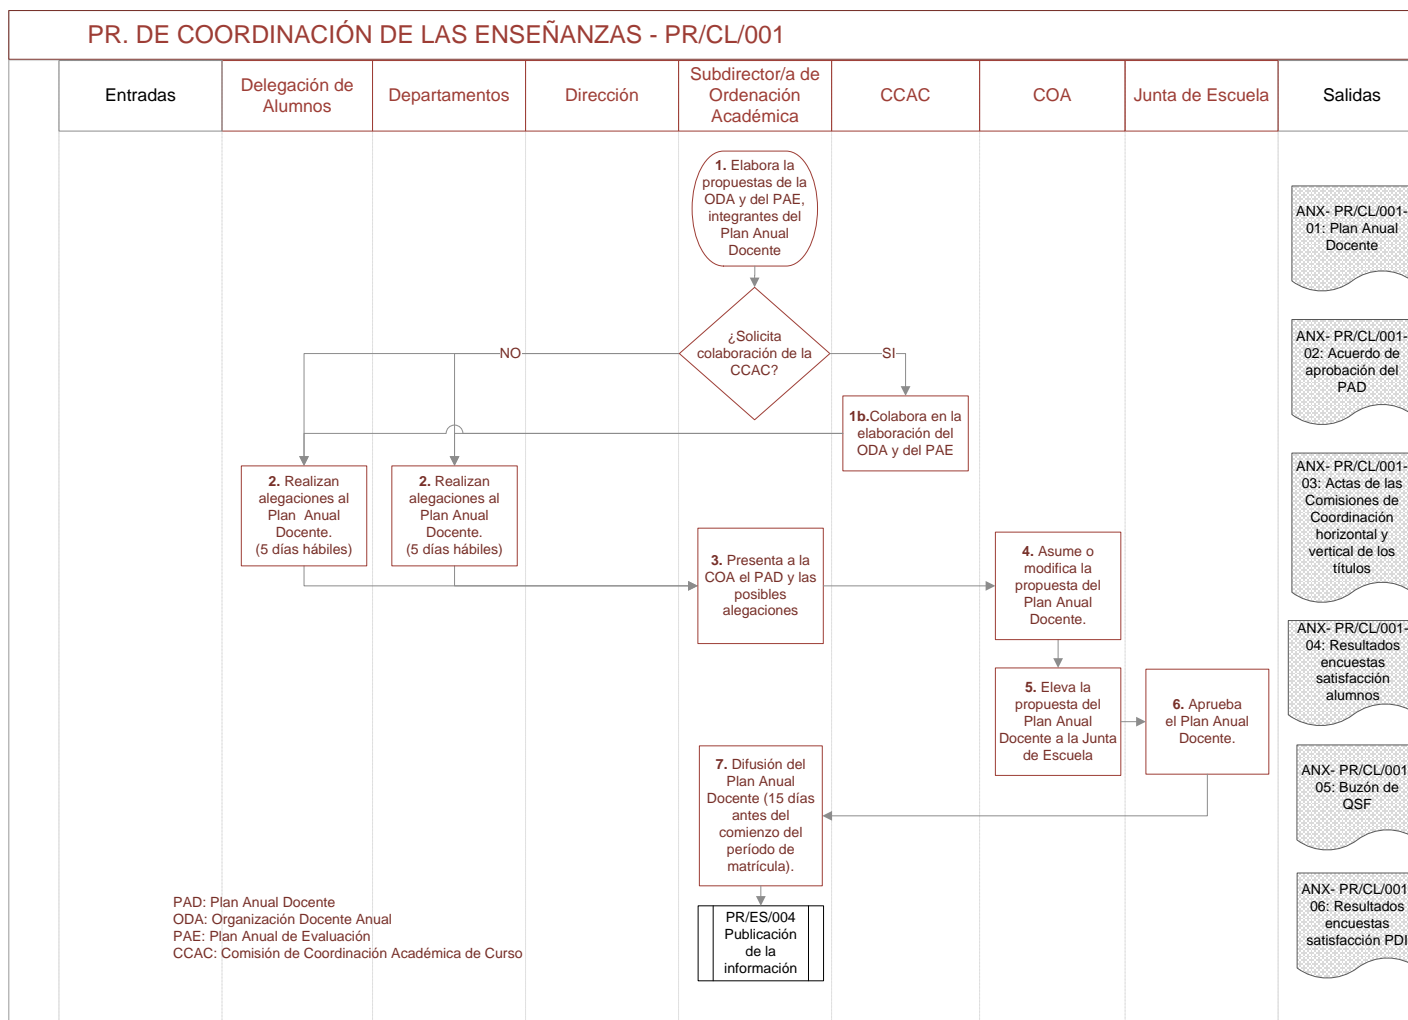 PR. DE COORDINACIÓN DE LAS ENSEÑANZAS - PR/CL/001
Entradas
Delegación de
Alumnos
Departamentos
Dirección
Subdirector/a de
Ordenación
Académica
CCAC
COA
Junta de Escuela
Salidas
1. Elabora la
propuestas de la
ODA y del PAE,
integrantes del
Plan Anual
Docente
¿Solicita
colaboración de la
CCAC?
NO
SI
1b.Colabora en la
elaboración del
ODA y del PAE
2. Realizan
alegaciones al
Plan Anual
Docente.
(5 días hábiles)
2. Realizan
alegaciones al
Plan Anual
Docente.
(5 días hábiles)
3. Presenta a la
COA el PAD y las
posibles
alegaciones
4. Asume o
modifica la
propuesta del
Plan Anual
Docente.
5. Eleva la
propuesta del
Plan Anual
Docente a la Junta
de Escuela
6. Aprueba
el Plan Anual
Docente.
7. Difusión del
Plan Anual
Docente (15 días
antes del
comienzo del
período de
matrícula).
PR/ES/004
Publicación
de la
información
ANX- PR/CL/001-
01: Plan Anual
Docente
ANX- PR/CL/001-
02: Acuerdo de
aprobación del
PAD
ANX- PR/CL/001-
03: Actas de las
Comisiones de
Coordinación
horizontal y
vertical de los
títulos
ANX- PR/CL/001-
04: Resultados
encuestas
satisfacción
alumnos
ANX- PR/CL/001
05: Buzón de
QSF
ANX- PR/CL/001
06: Resultados
encuestas
satisfacción PDI
PAD: Plan Anual Docente
ODA: Organización Docente Anual
PAE: Plan Anual de Evaluación
CCAC: Comisión de Coordinación Académica de Curso